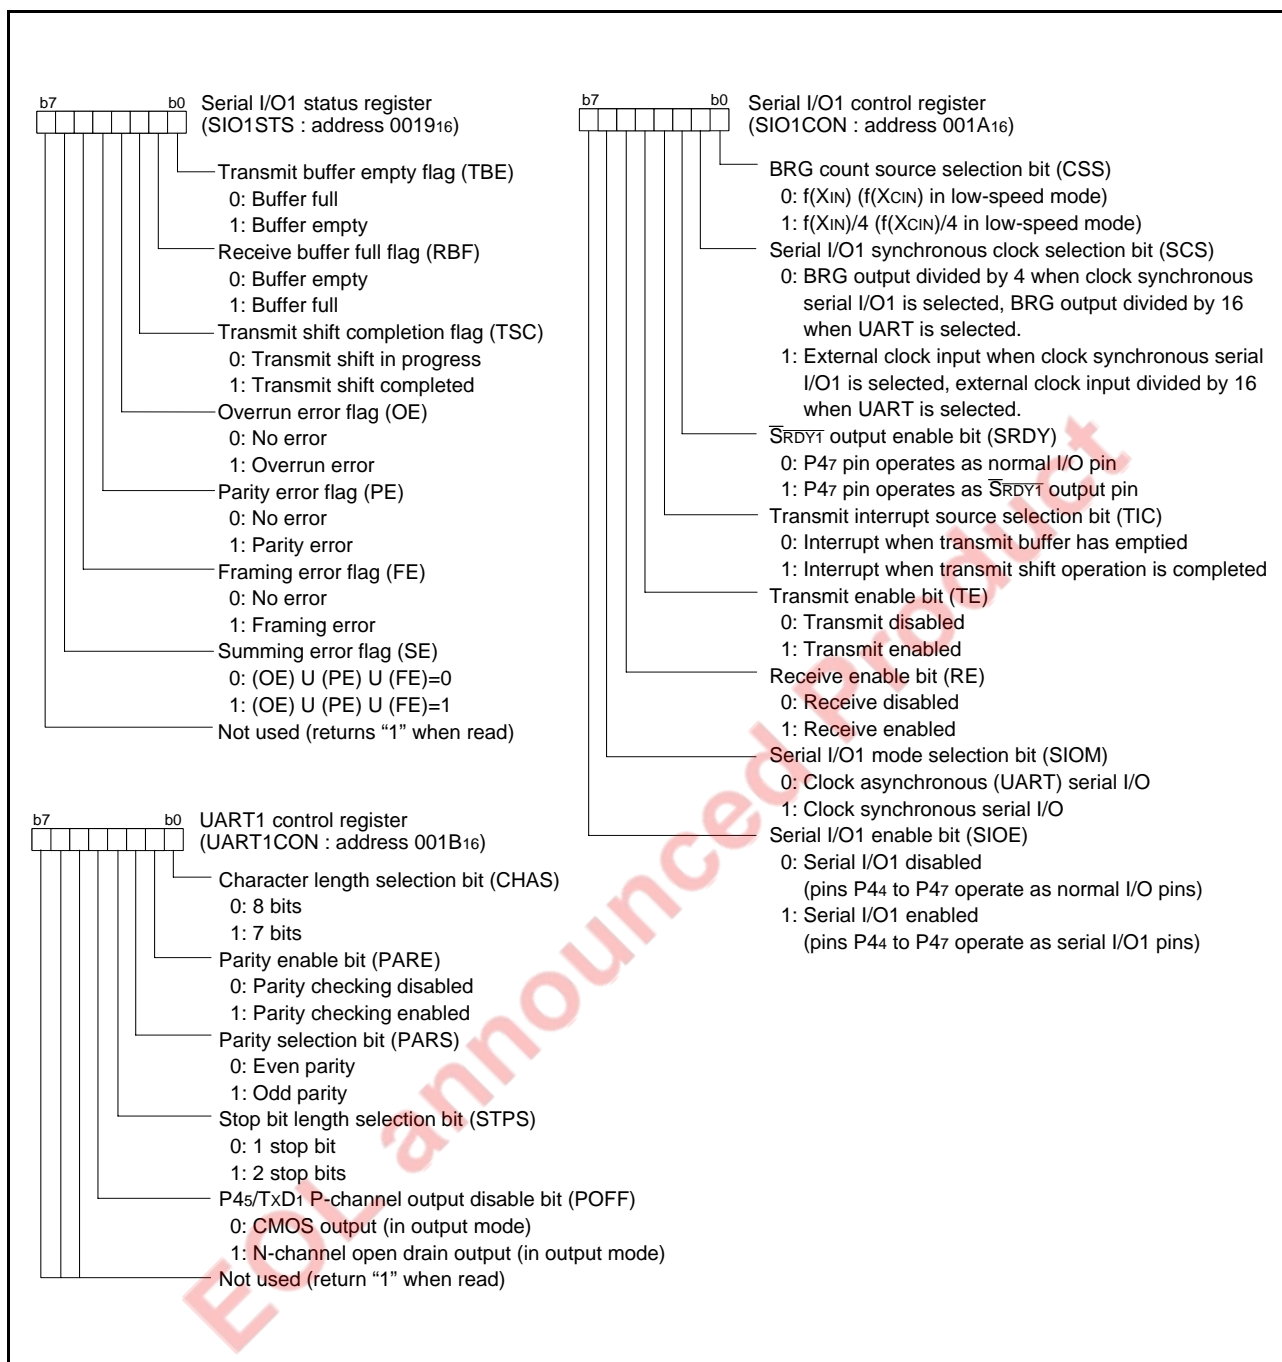 b7 b0 Serial I/O1 status register
(SIO1STS : address 001916)
Transmit buffer empty flag (TBE)
0: Buffer full
1: Buffer empty
Receive buffer full flag (RBF)
0: Buffer empty
1: Buffer full
Transmit shift completion flag (TSC)
0: Transmit shift in progress
1: Transmit shift completed
Overrun error flag (OE)
0: No error
1: Overrun error
Parity error flag (PE)
0: No error
1: Parity error
Framing error flag (FE)
0: No error
1: Framing error
Summing error flag (SE)
0: (OE) U (PE) U (FE)=0
1: (OE) U (PE) U (FE)=1
Not used (returns “1” when read)
b7 b0 UART1 control register
(UART1CON : address 001B16)
Character length selection bit (CHAS)
0: 8 bits
1: 7 bits
Parity enable bit (PARE)
0: Parity checking disabled
1: Parity checking enabled
Parity selection bit (PARS)
0: Even parity
1: Odd parity
Stop bit length selection bit (STPS)
0: 1 stop bit
1: 2 stop bits
P45/TXD1 P-channel output disable bit (POFF)
0: CMOS output (in output mode)
1: N-channel open drain output (in output mode)
Not used (return “1” when read)
b7 b0 Serial I/O1 control register
(SIO1CON : address 001A16)
BRG count source selection bit (CSS)
0: f(XIN) (f(XCIN) in low-speed mode)
1: f(XIN)/4 (f(XCIN)/4 in low-speed mode)
Serial I/O1 synchronous clock selection bit (SCS)
0: BRG output divided by 4 when clock synchronous
serial I/O1 is selected, BRG output divided by 16
when UART is selected.
1: External clock input when clock synchronous serial
I/O1 is selected, external clock input divided by 16
when UART is selected.
SRDY1 output enable bit (SRDY)
0: P47 pin operates as normal I/O pin
1: P47 pin operates as SRDY1 output pin
Transmit interrupt source selection bit (TIC)
0: Interrupt when transmit buffer has emptied
1: Interrupt when transmit shift operation is completed
Transmit enable bit (TE)
0: Transmit disabled
1: Transmit enabled
Receive enable bit (RE)
0: Receive disabled
1: Receive enabled
Serial I/O1 mode selection bit (SIOM)
0: Clock asynchronous (UART) serial I/O
1: Clock synchronous serial I/O
Serial I/O1 enable bit (SIOE)
0: Serial I/O1 disabled
(pins P44 to P47 operate as normal I/O pins)
1: Serial I/O1 enabled
(pins P44 to P47 operate as serial I/O1 pins)
EOL announced Product